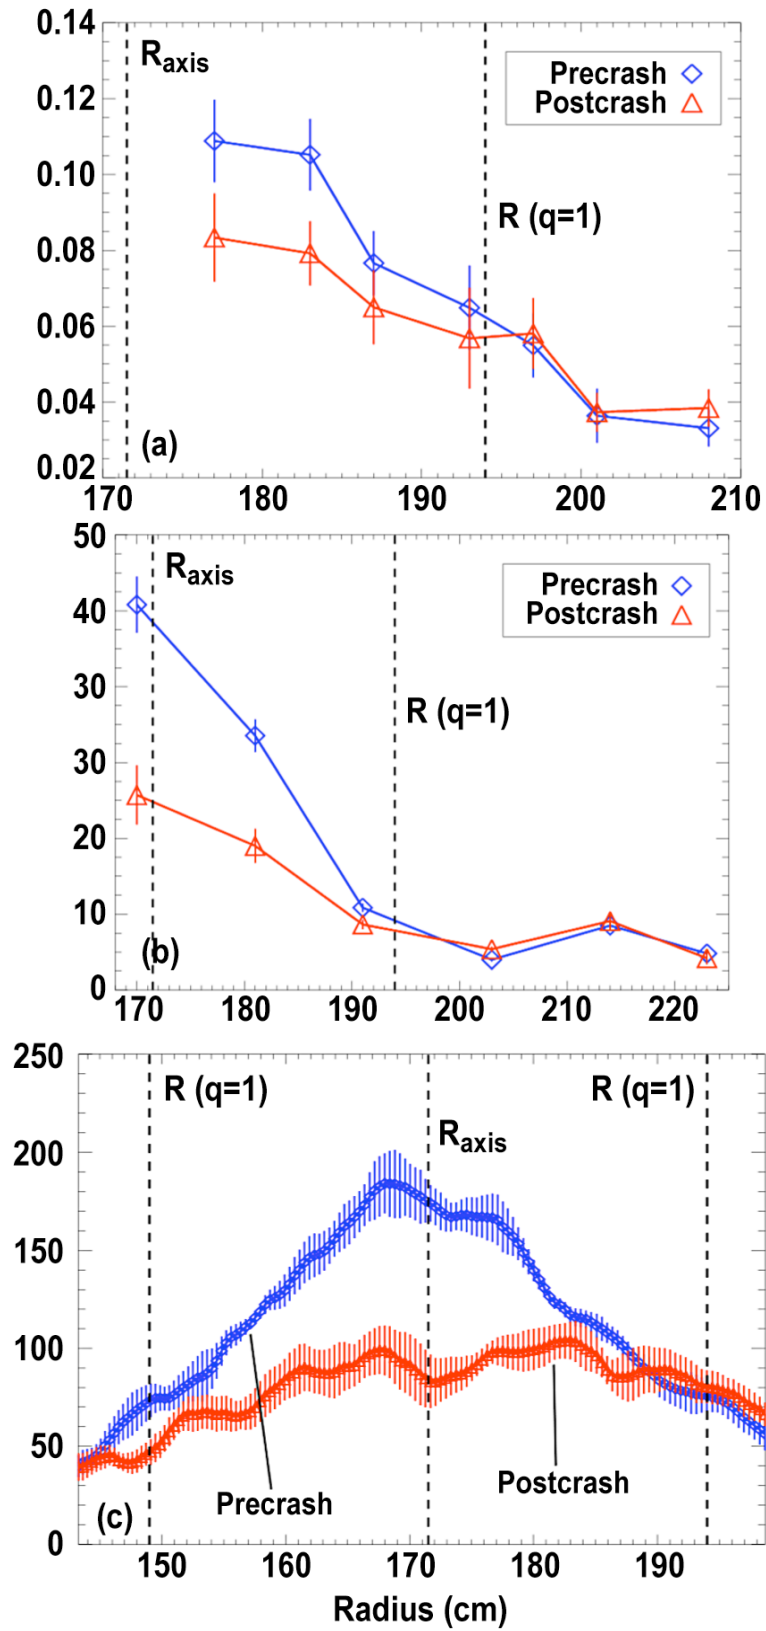 0.14
R_axis
Precrash
Postcrash
0.12
0.10
R (q=1)
0.08
0.06
0.04
(a)
0.02
170 180 190 200 210
50
R_axis
Precrash
Postcrash
40
30
R (q=1)
30
20
10
(b)
0
170 180 190 200 210 220
250
R (q=1)
R (q=1)
R_axis
200
150
100
50
Postcrash
Precrash
(c)
0
150 160 170 180 190
Radius (cm)